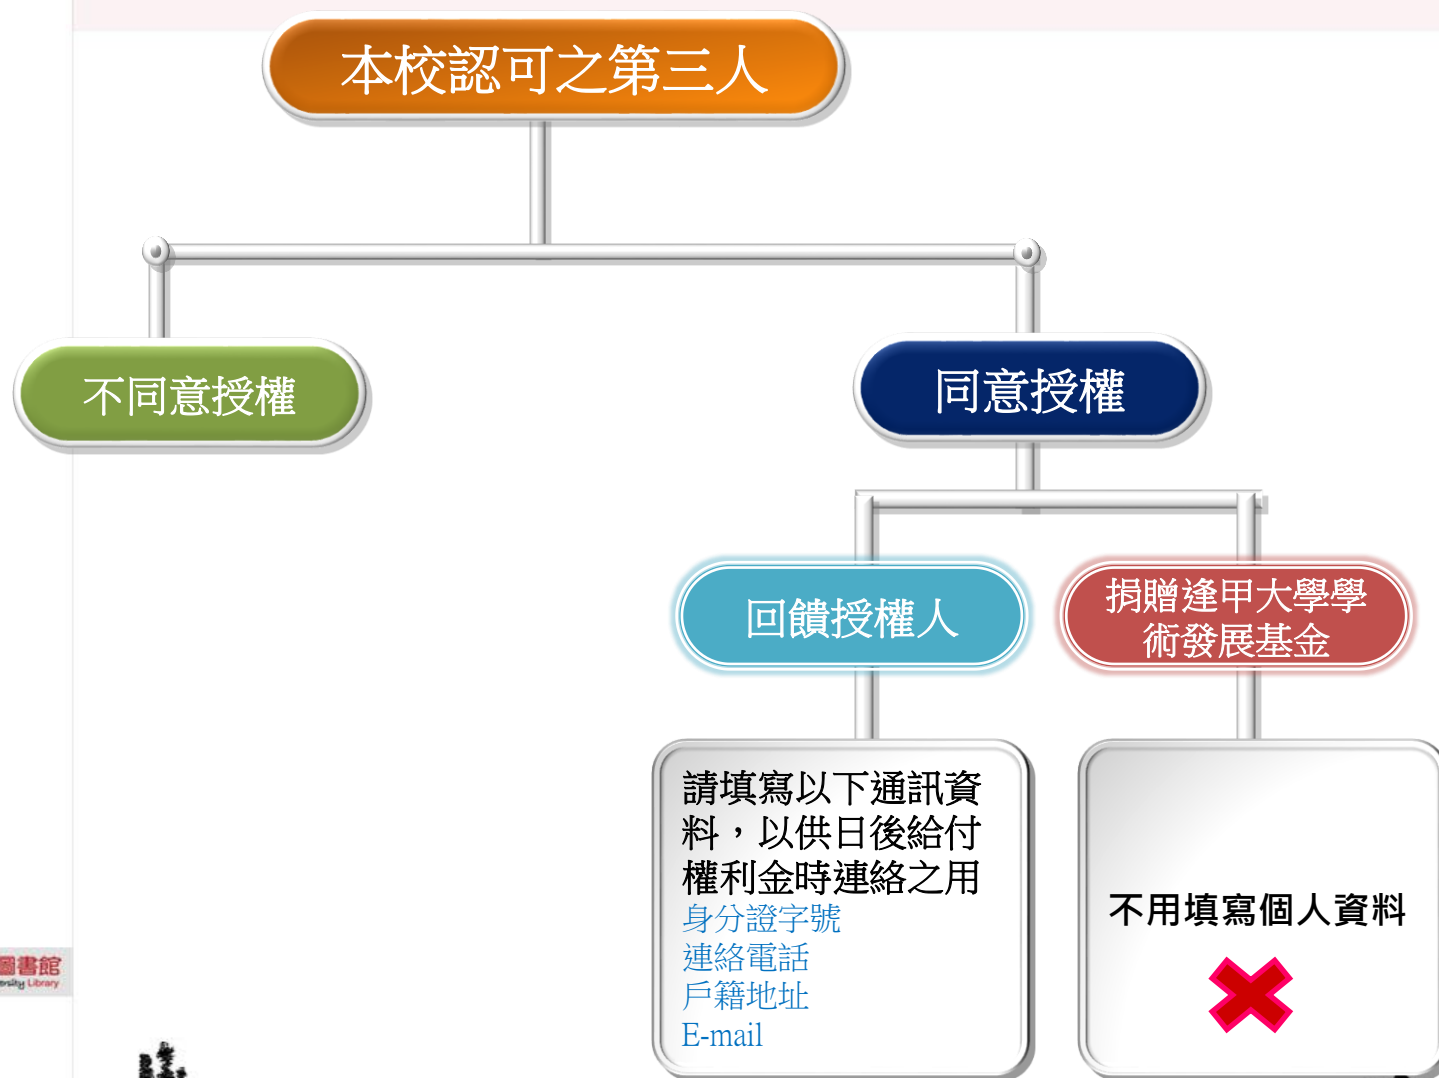 本校認可之第三人
不同意授權
同意授權
回饋授權人
捐贈逢甲大學學
術發展基金
請填寫以下通訊資
料，以供日後給付
權利金時連絡之用
身分證字號
連絡電話
戶籍地址
E-mail
不用填寫個人資料
圖書館
Library